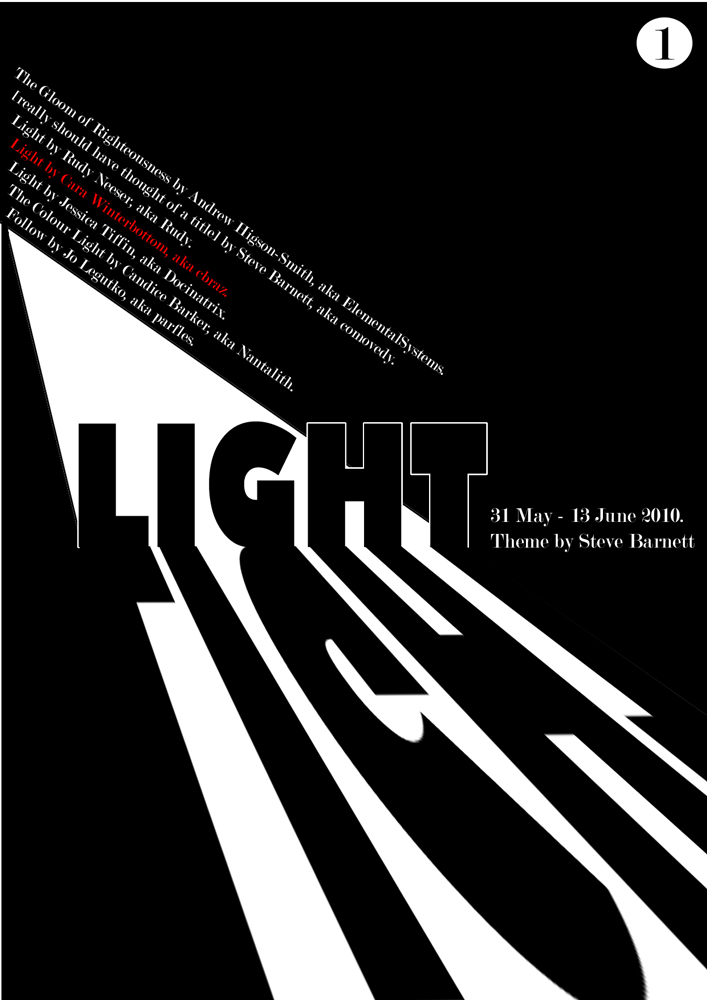 1
The Gloom of Righteousness by Andrew Higson-Smith, aka ElementalSystems.
[really should have thought of a title] by Steve Barnett, aka comovedy.
Light by Rudy Neeser, aka Rudy.
Light by Cara Winterbottom, aka cbraz.
Light by Jessica Tiffin, aka Docinatrix.
The Colour Light by Candice Barker, aka Nantalith.
Follow by Jo Legutko, aka parfles.
LIGHT
31 May - 13 June 2010.
Theme by Steve Barnett